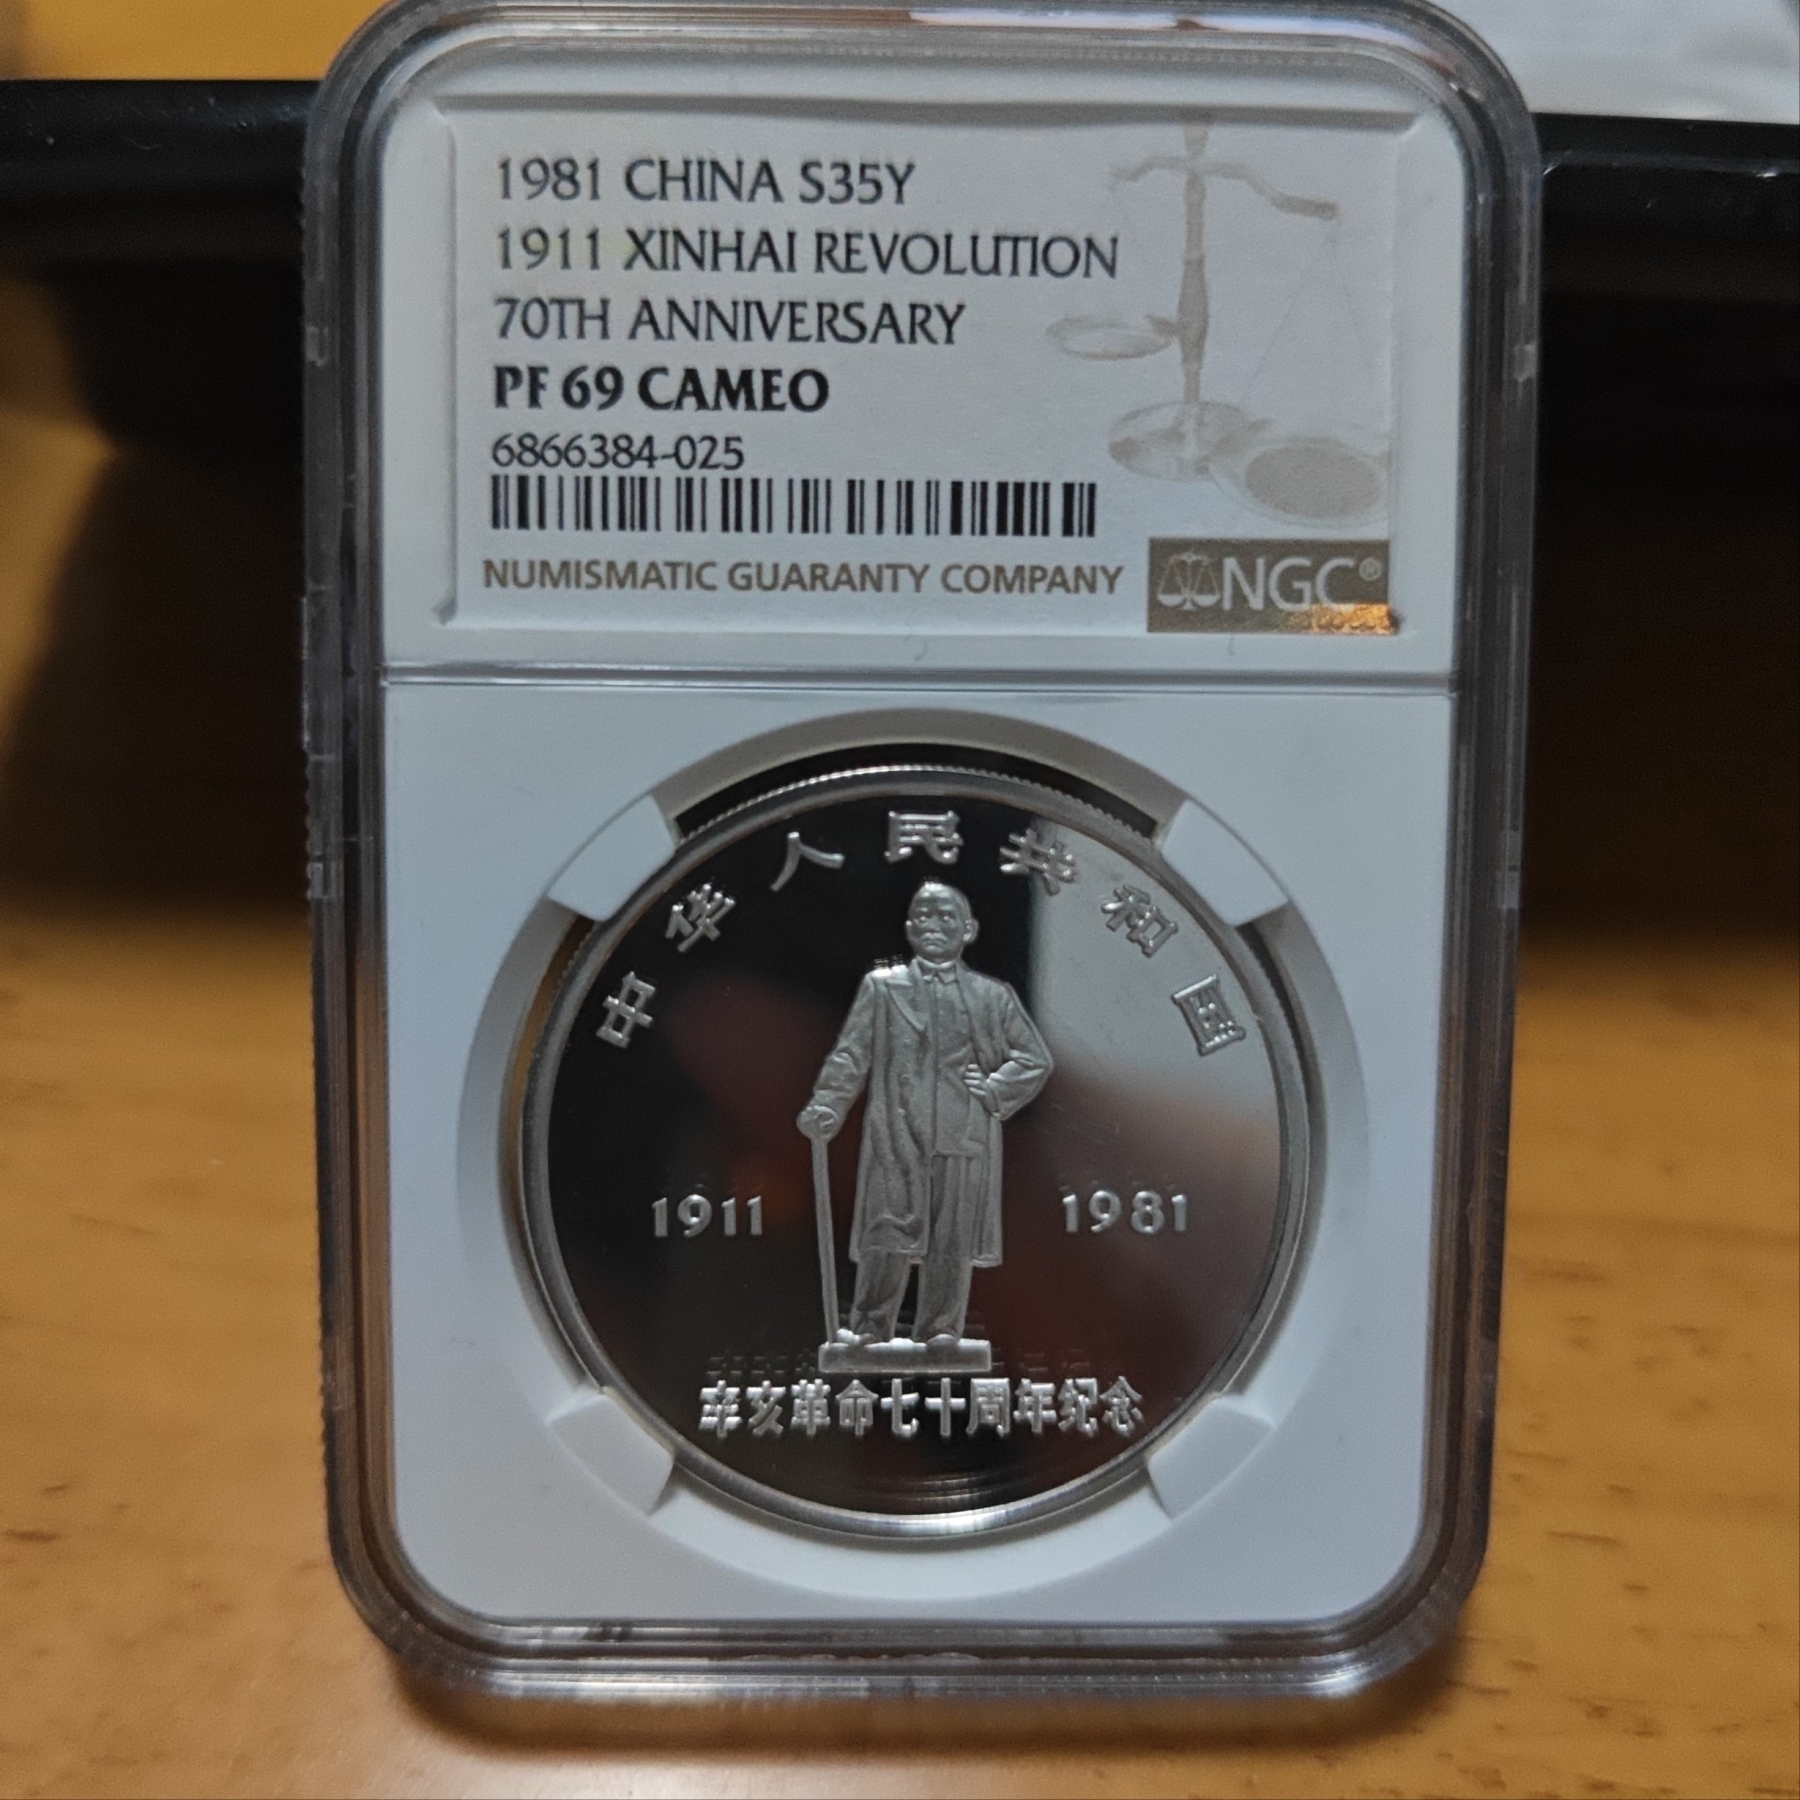 1981 CHINA S35Y
1911 XINHAI REVOLUTION
70TH ANNIVERSARY
PF 69 CAMEO
6866384-025
NUMISMATIC GUARANTY COMPANY
NGC®
中华人民共和国
1911 1981
辛亥革命七十周年纪念